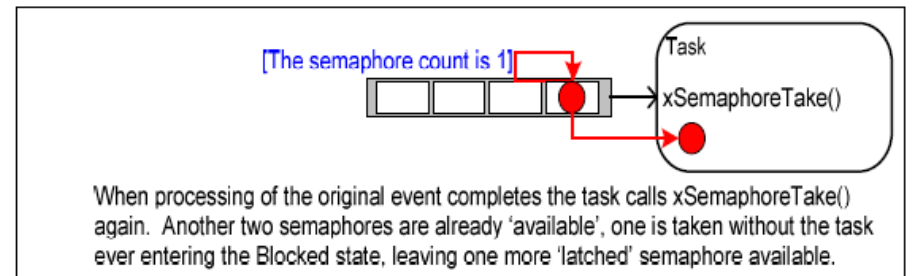 [The semaphore count is 1]
Task
xSemaphoreTake()
When processing of the original event completes the task calls xSemaphoreTake()
again. Another two semaphores are already ‘available’, one is taken without the task
ever entering the Blocked state, leaving one more ‘latched’ semaphore available.